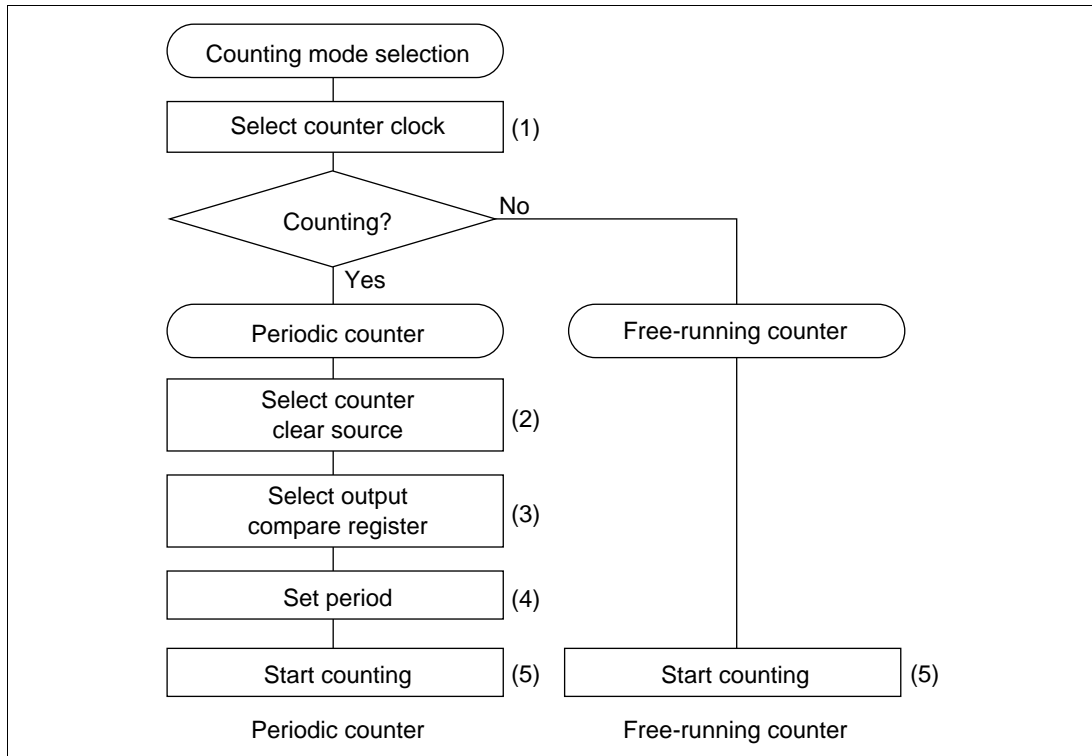 Counting mode selection
Select counter clock
(1)
Counting?
No
Yes
Periodic counter
Free-running counter
Select counter
clear source
(2)
Select output
compare register
(3)
Set period
(4)
Start counting
(5)
Start counting
(5)
Periodic counter
Free-running counter